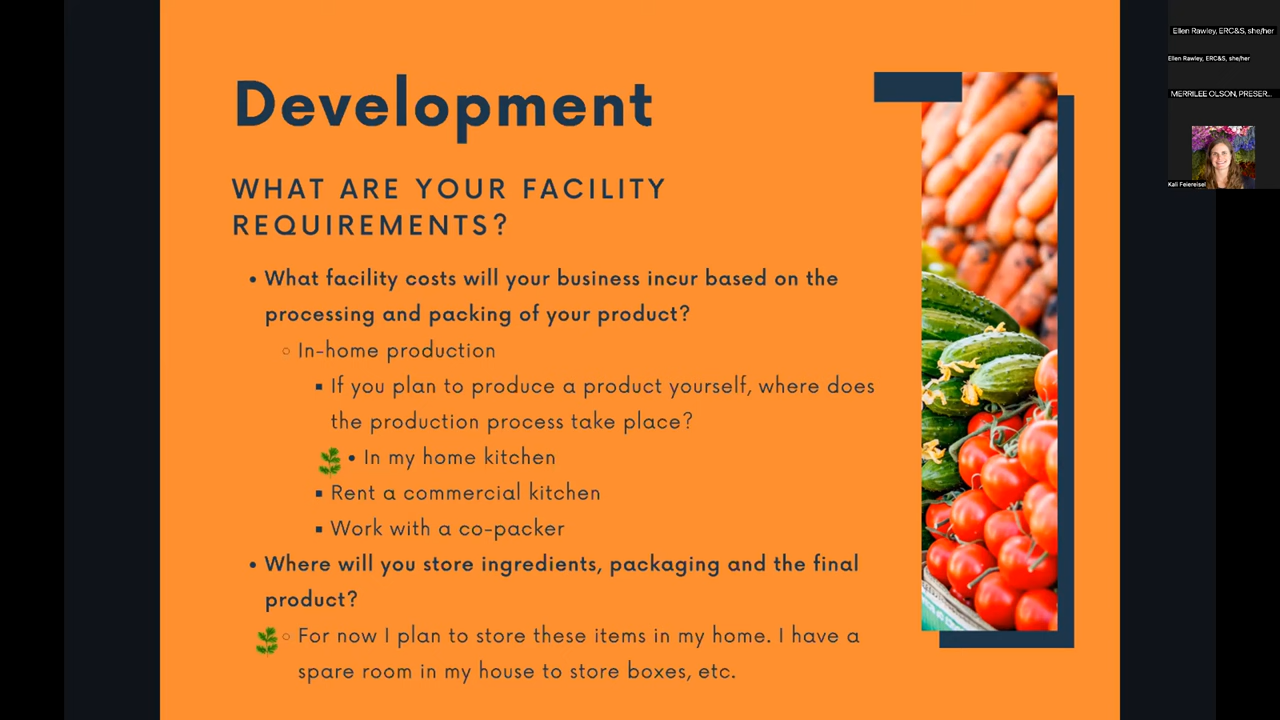 Development
WHAT ARE YOUR FACILITY
REQUIREMENTS?
• What facility costs will your business incur based on the
processing and packing of your product?
○ In-home production
▪ If you plan to produce a product yourself, where does
the production process take place?
• In my home kitchen
▪ Rent a commercial kitchen
▪ Work with a co-packer
• Where will you store ingredients, packaging and the final
product?
○ For now I plan to store these items in my home. I have a
spare room in my house to store boxes, etc.
Ellen Rawley, ERC&S, she/her
Ellen Rawley, ERC&S, she/her
MERRILEE OLSON, PRESER...
Kali Feiereisel